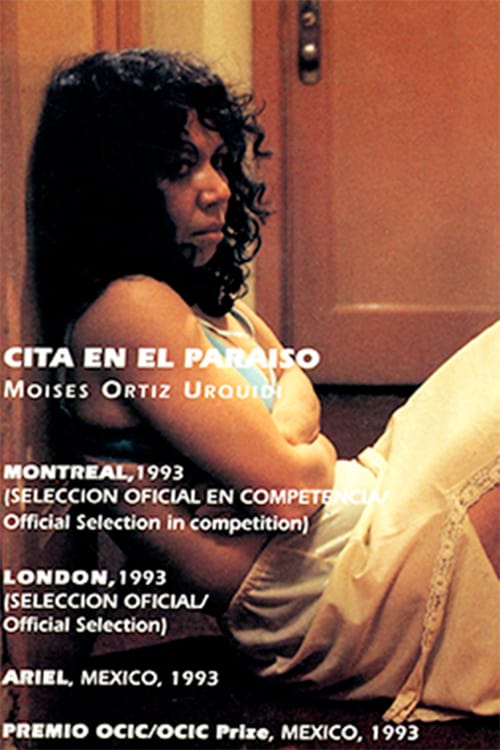 CITA EN EL PARAISO
MOISES ORTIZ URQUIDI
MONTREAL, 1993
(SELECCION OFICIAL EN COMPETENCIA/
Official Selection in competition)
LONDON, 1993
(SELECCION OFICIAL/
Official Selection)
ARIEL, MEXICO, 1993
PREMIO OCIC/OCIC Prize, MEXICO, 1993